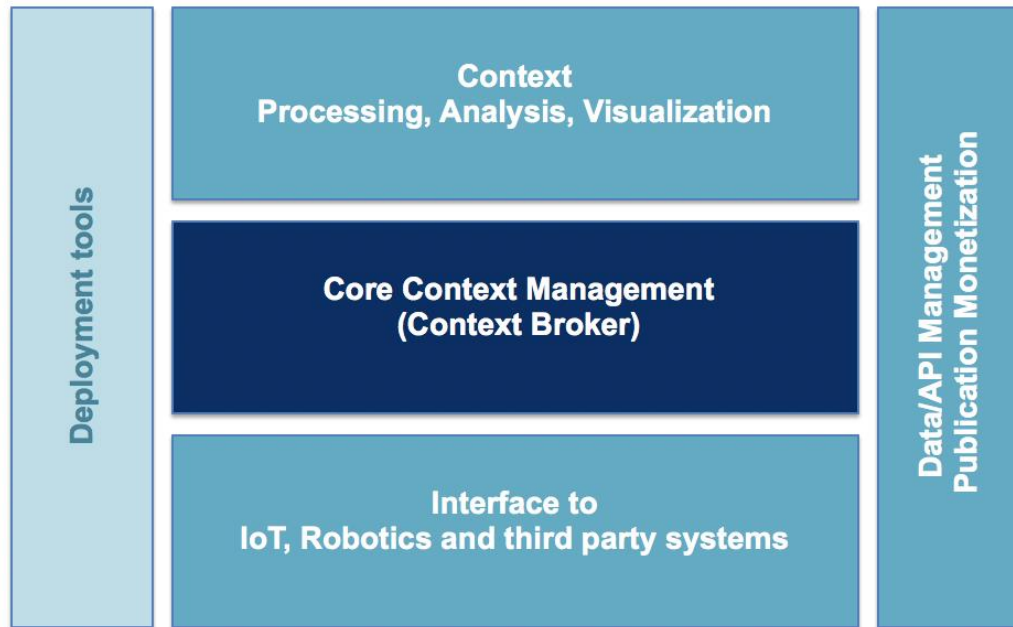 Deployment tools
Context
Processing, Analysis, Visualization
Core Context Management
(Context Broker)
Interface to
IoT, Robotics and third party systems
Data/API Management
Publication Monetization